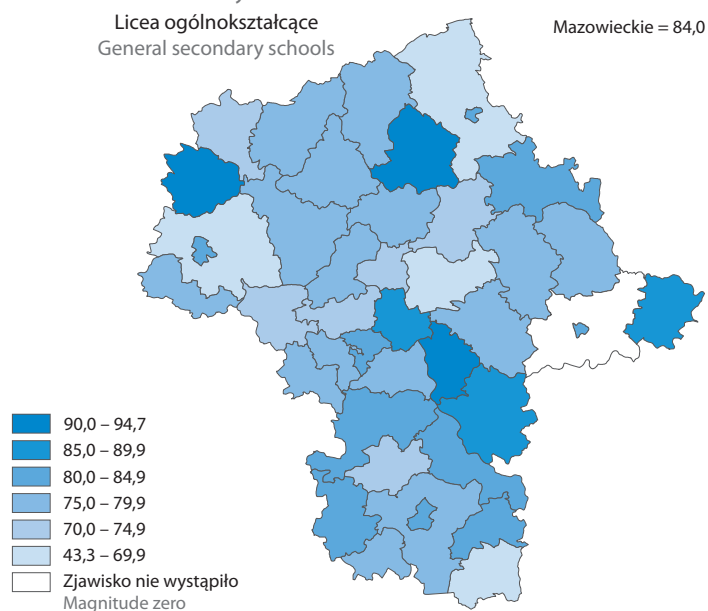 Licea ogólnokształcące
General secondary schools
Mazowieckie = 84,0
90,0 – 94,7
85,0 – 89,9
80,0 – 84,9
75,0 – 79,9
70,0 – 74,9
43,3 – 69,9
Zjawisko nie wystąpiło
Magnitude zero